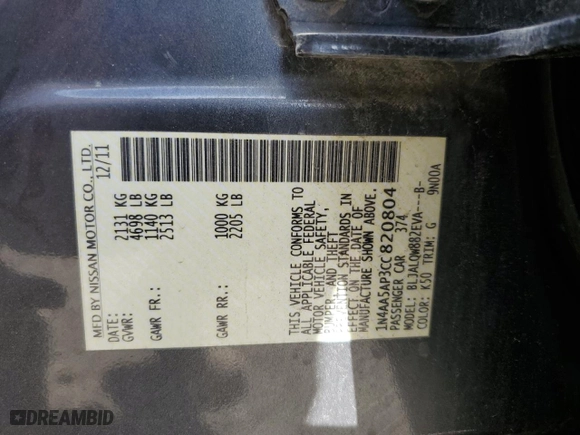 MFD BY NISSAN MOTOR CO., LTD.
DATE: 12/11
GVWR: 2131 KG
4698 LB
GAWR FR: 1140 KG
2513 LB
GAWR RR: 1000 KG
2205 LB
THIS VEHICLE CONFORMS TO
ALL APPLICABLE FEDERAL
MOTOR VEHICLE SAFETY,
BUMPER, AND THEFT
PREVENTION STANDARDS IN
EFFECT ON THE DATE OF
MANUFACTURE SHOWN ABOVE.
1N4AA5AP3CC820804
PASSENGER CAR 374
MODEL: BLJALQWB82EVA---B-
COLOR: K50 TRIM: G 9N00A
DREAMBID